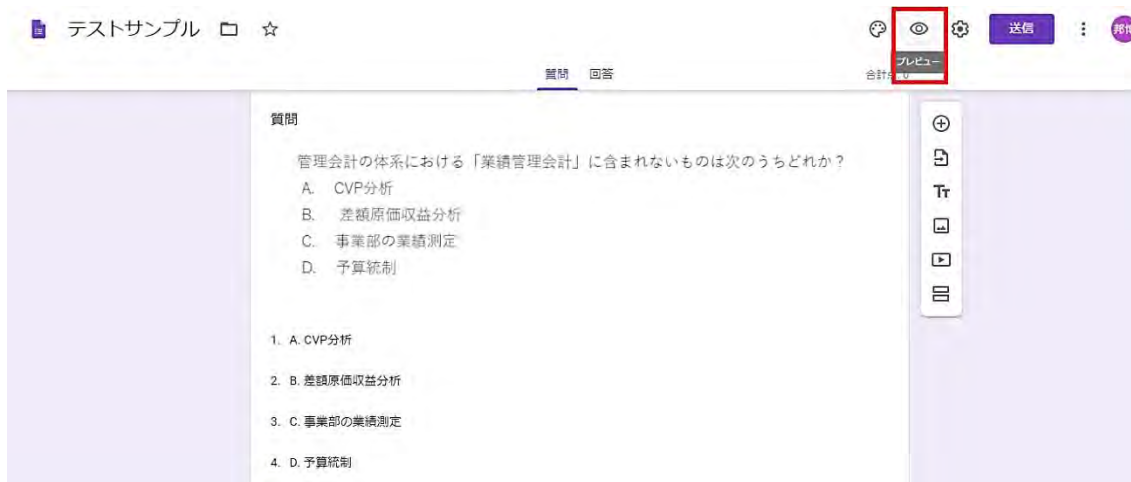 テストサンプル
送信
プレビュー
質問 回答
質問
管理会計の体系における「業績管理会計」に含まれないものは次のうちどれか？
A. CVP分析
B. 差額原価収益分析
C. 事業部の業績測定
D. 予算統制
1. A. CVP分析
2. B. 差額原価収益分析
3. C. 事業部の業績測定
4. D. 予算統制